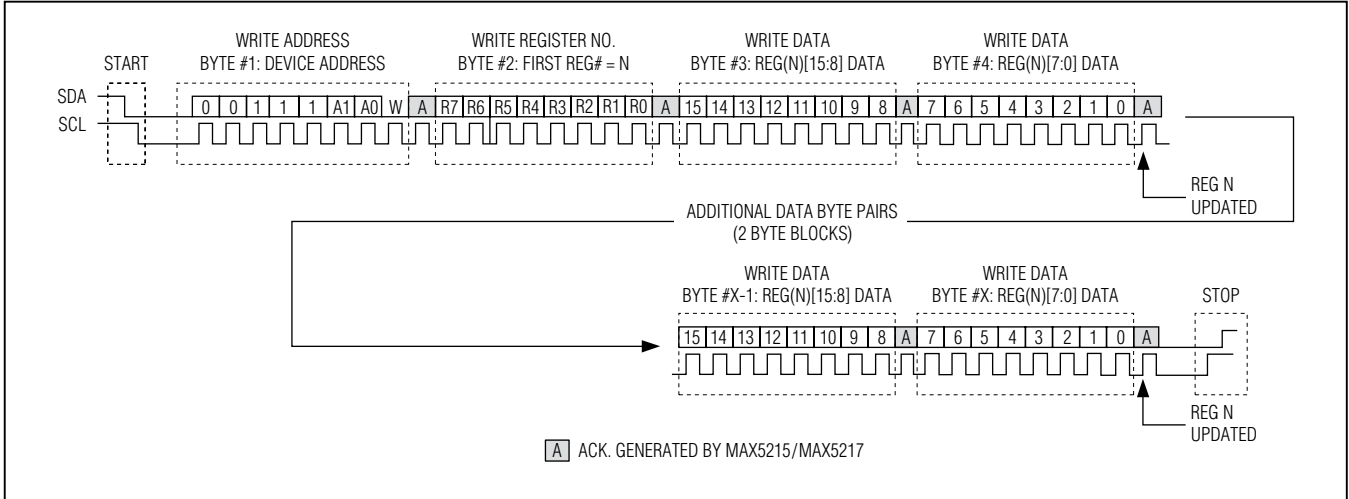 WRITE ADDRESS
BYTE #1: DEVICE ADDRESS
WRITE REGISTER NO.
BYTE #2: FIRST REG# = N
WRITE DATA
BYTE #3: REG(N)[15:8] DATA
WRITE DATA
BYTE #4: REG(N)[7:0] DATA
START
SDA
0 0 1 1 1 A1 A0 W A R7 R6 R5 R4 R3 R2 R1 R0 A 15 14 13 12 11 10 9 8 A 7 6 5 4 3 2 1 0 A
SCL
REG N
UPDATED
ADDITIONAL DATA BYTE PAIRS
(2 BYTE BLOCKS)
WRITE DATA
BYTE #X-1: REG(N)[15:8] DATA
WRITE DATA
BYTE #X: REG(N)[7:0] DATA
STOP
15 14 13 12 11 10 9 8 A 7 6 5 4 3 2 1 0 A
REG N
UPDATED
A ACK. GENERATED BY MAX5215/MAX5217